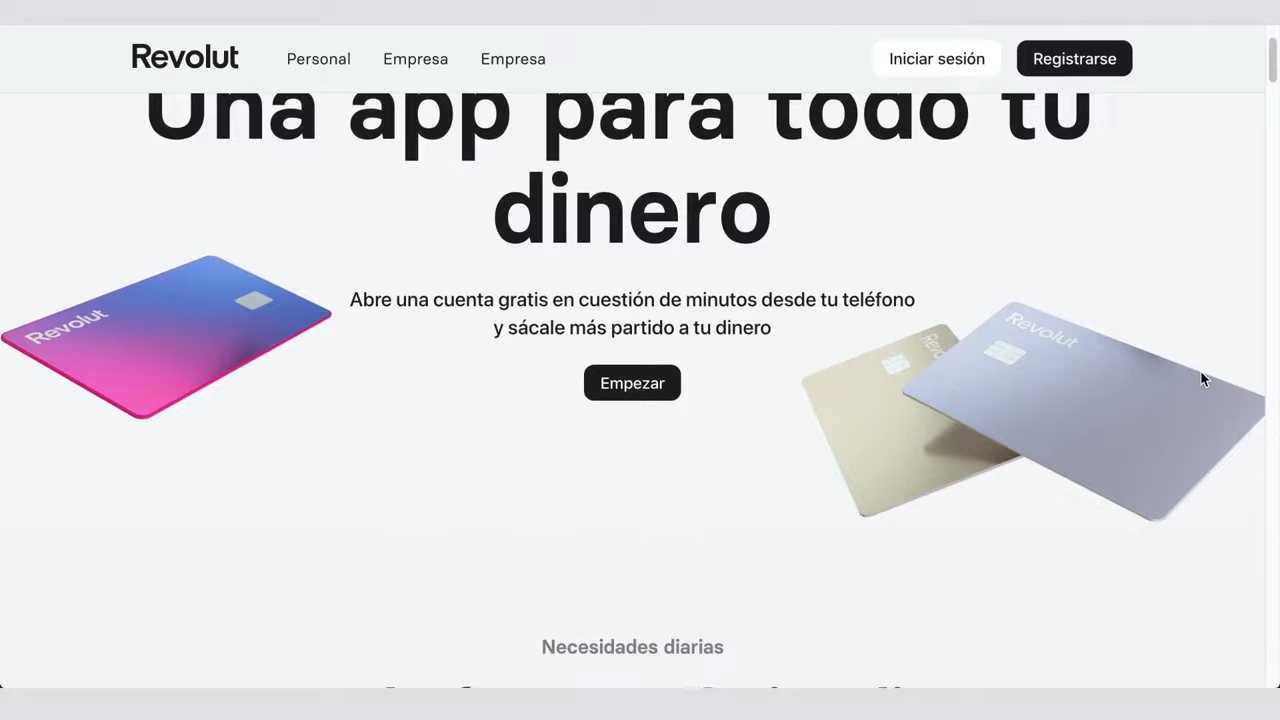 Revolut
Personal
Empresa
Empresa
Iniciar sesión
Registrarse
Una app para todo tu
dinero
Abre una cuenta gratis en cuestión de minutos desde tu teléfono
y sácale más partido a tu dinero
Empezar
Revolut
Revolut
Necesidades diarias